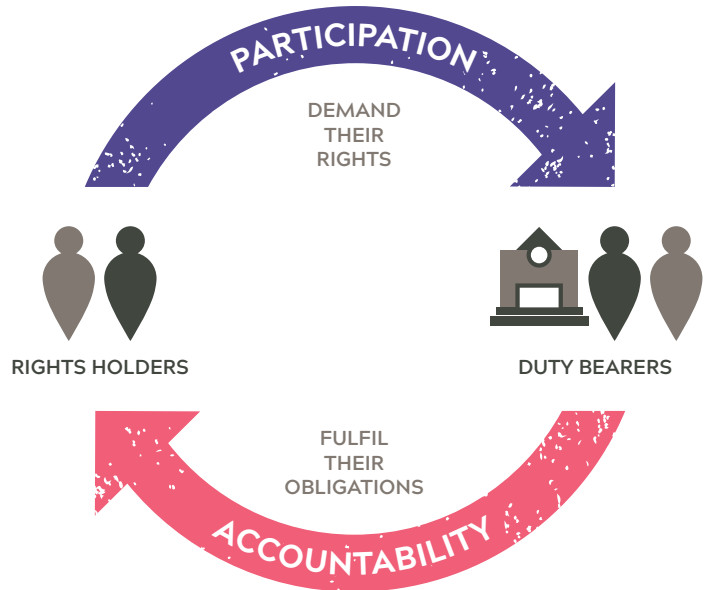 PARTICIPATION
DEMAND
THEIR
RIGHTS
RIGHTS HOLDERS
DUTY BEARERS
FULFIL
THEIR
OBLIGATIONS
ACCOUNTABILITY